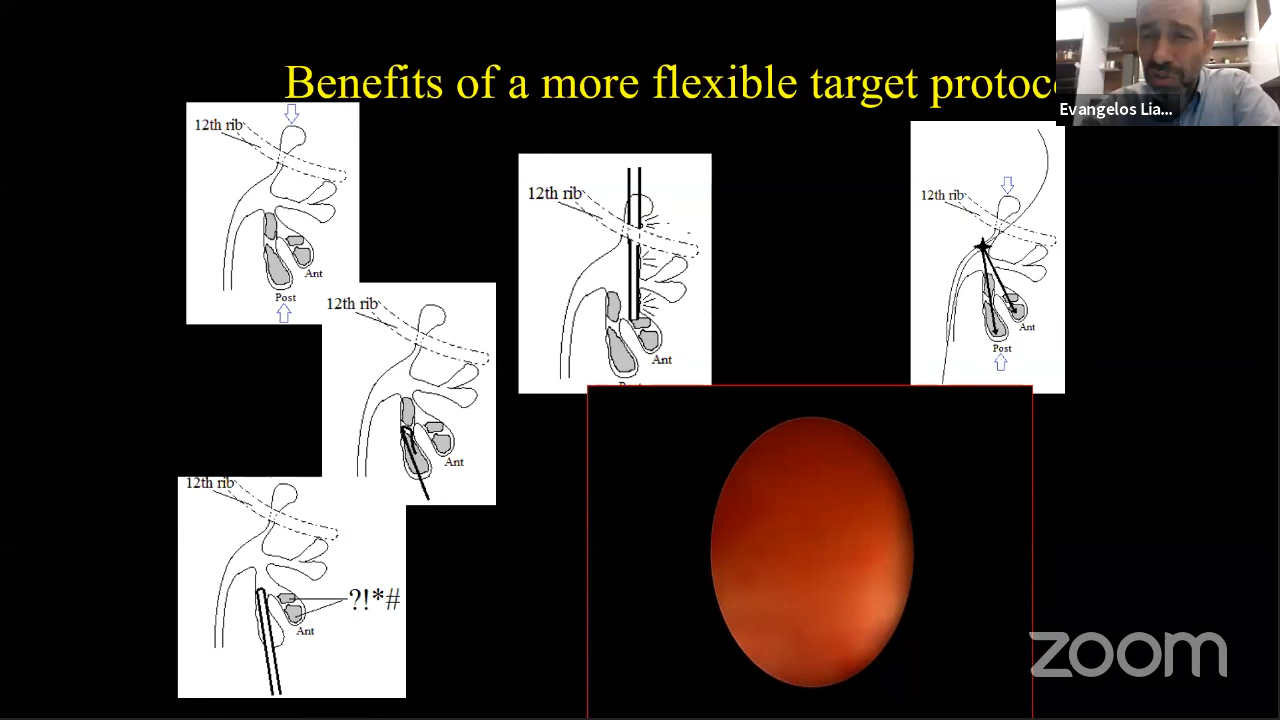 Benefits of a more flexible target protoc
Evangelos Lia...
12th rib
Ant
Post
12th rib
Ant
12th rib
?!*#
Ant
12th rib
Ant
12th rib
Ant
Post
zoom